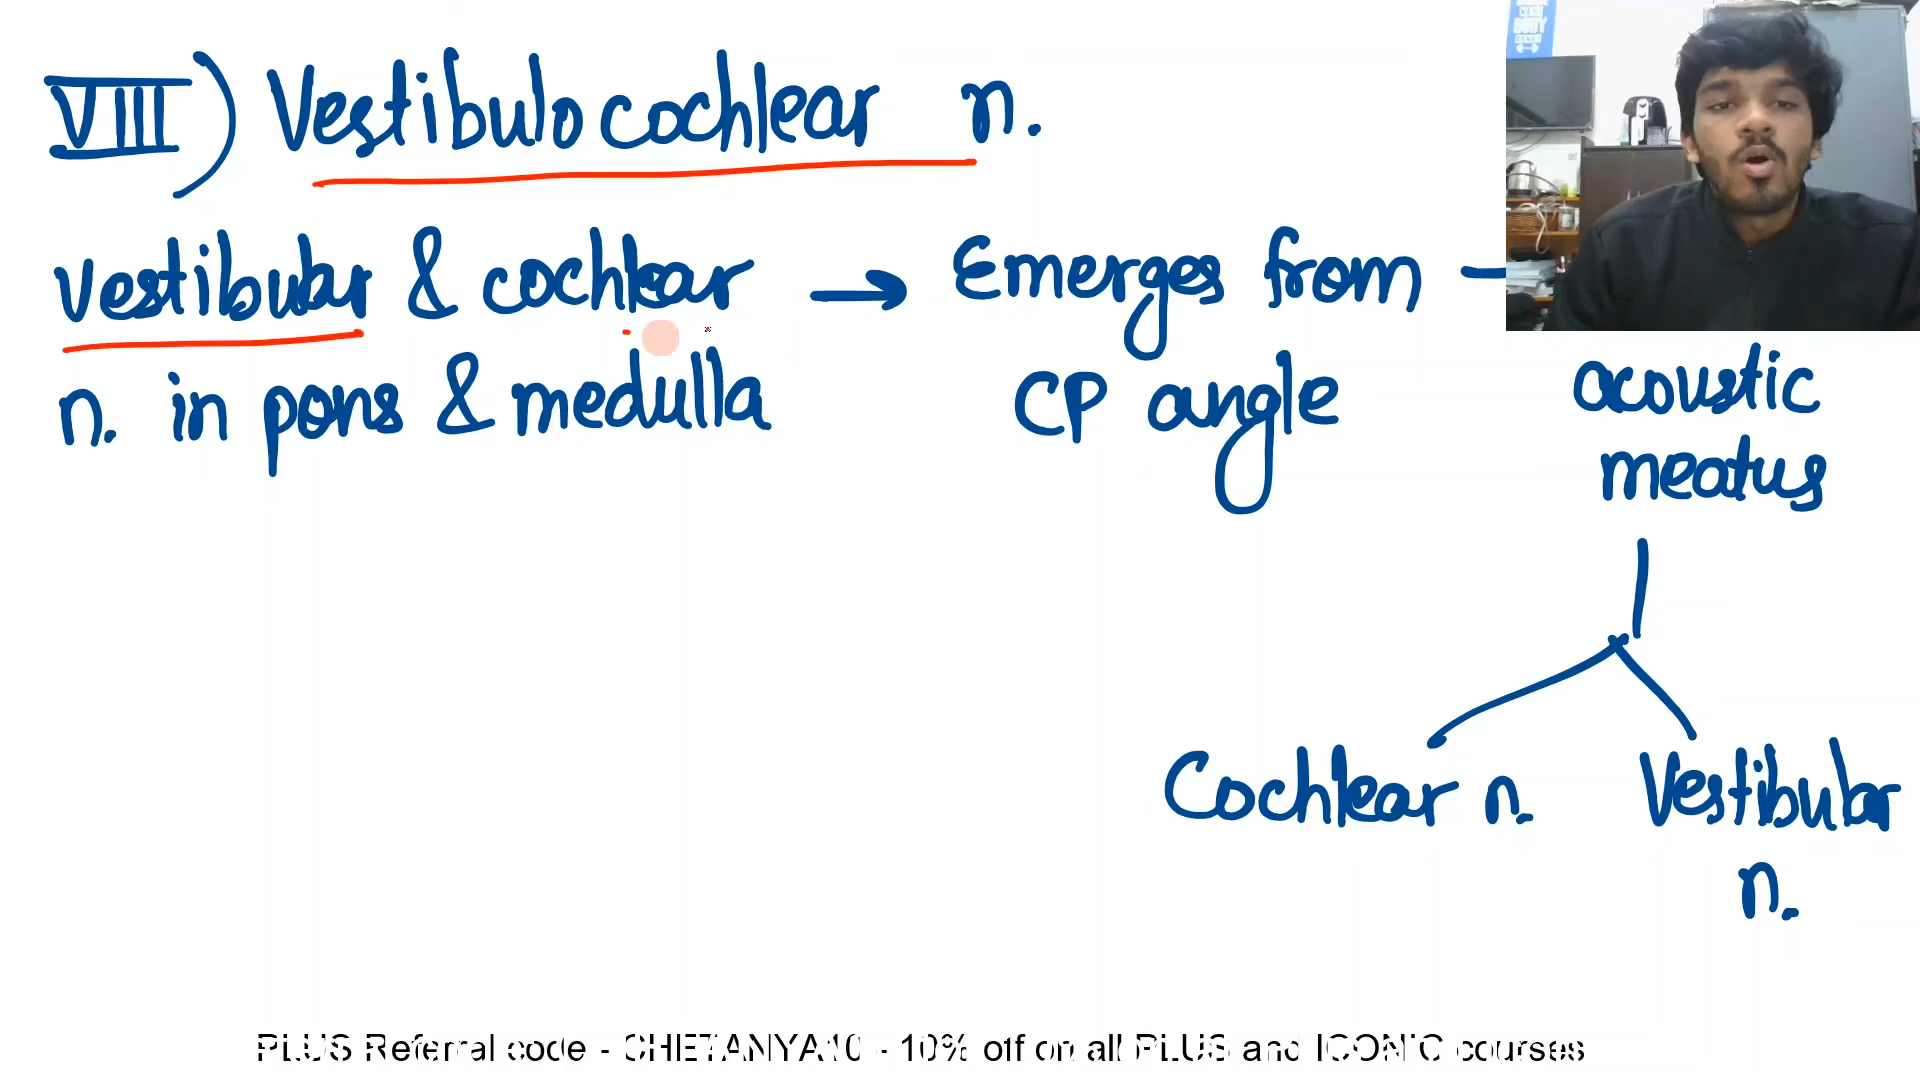 VIII) Vestibulocochlear n.
vestibular & cochlear → Emerges from –
n. in pons & medulla CP angle acoustic
meatus
Cochlear n. Vestibular
n.
PLUS Referral code - CHETANYA10 - 10% off on all PLUS and ICONIC courses